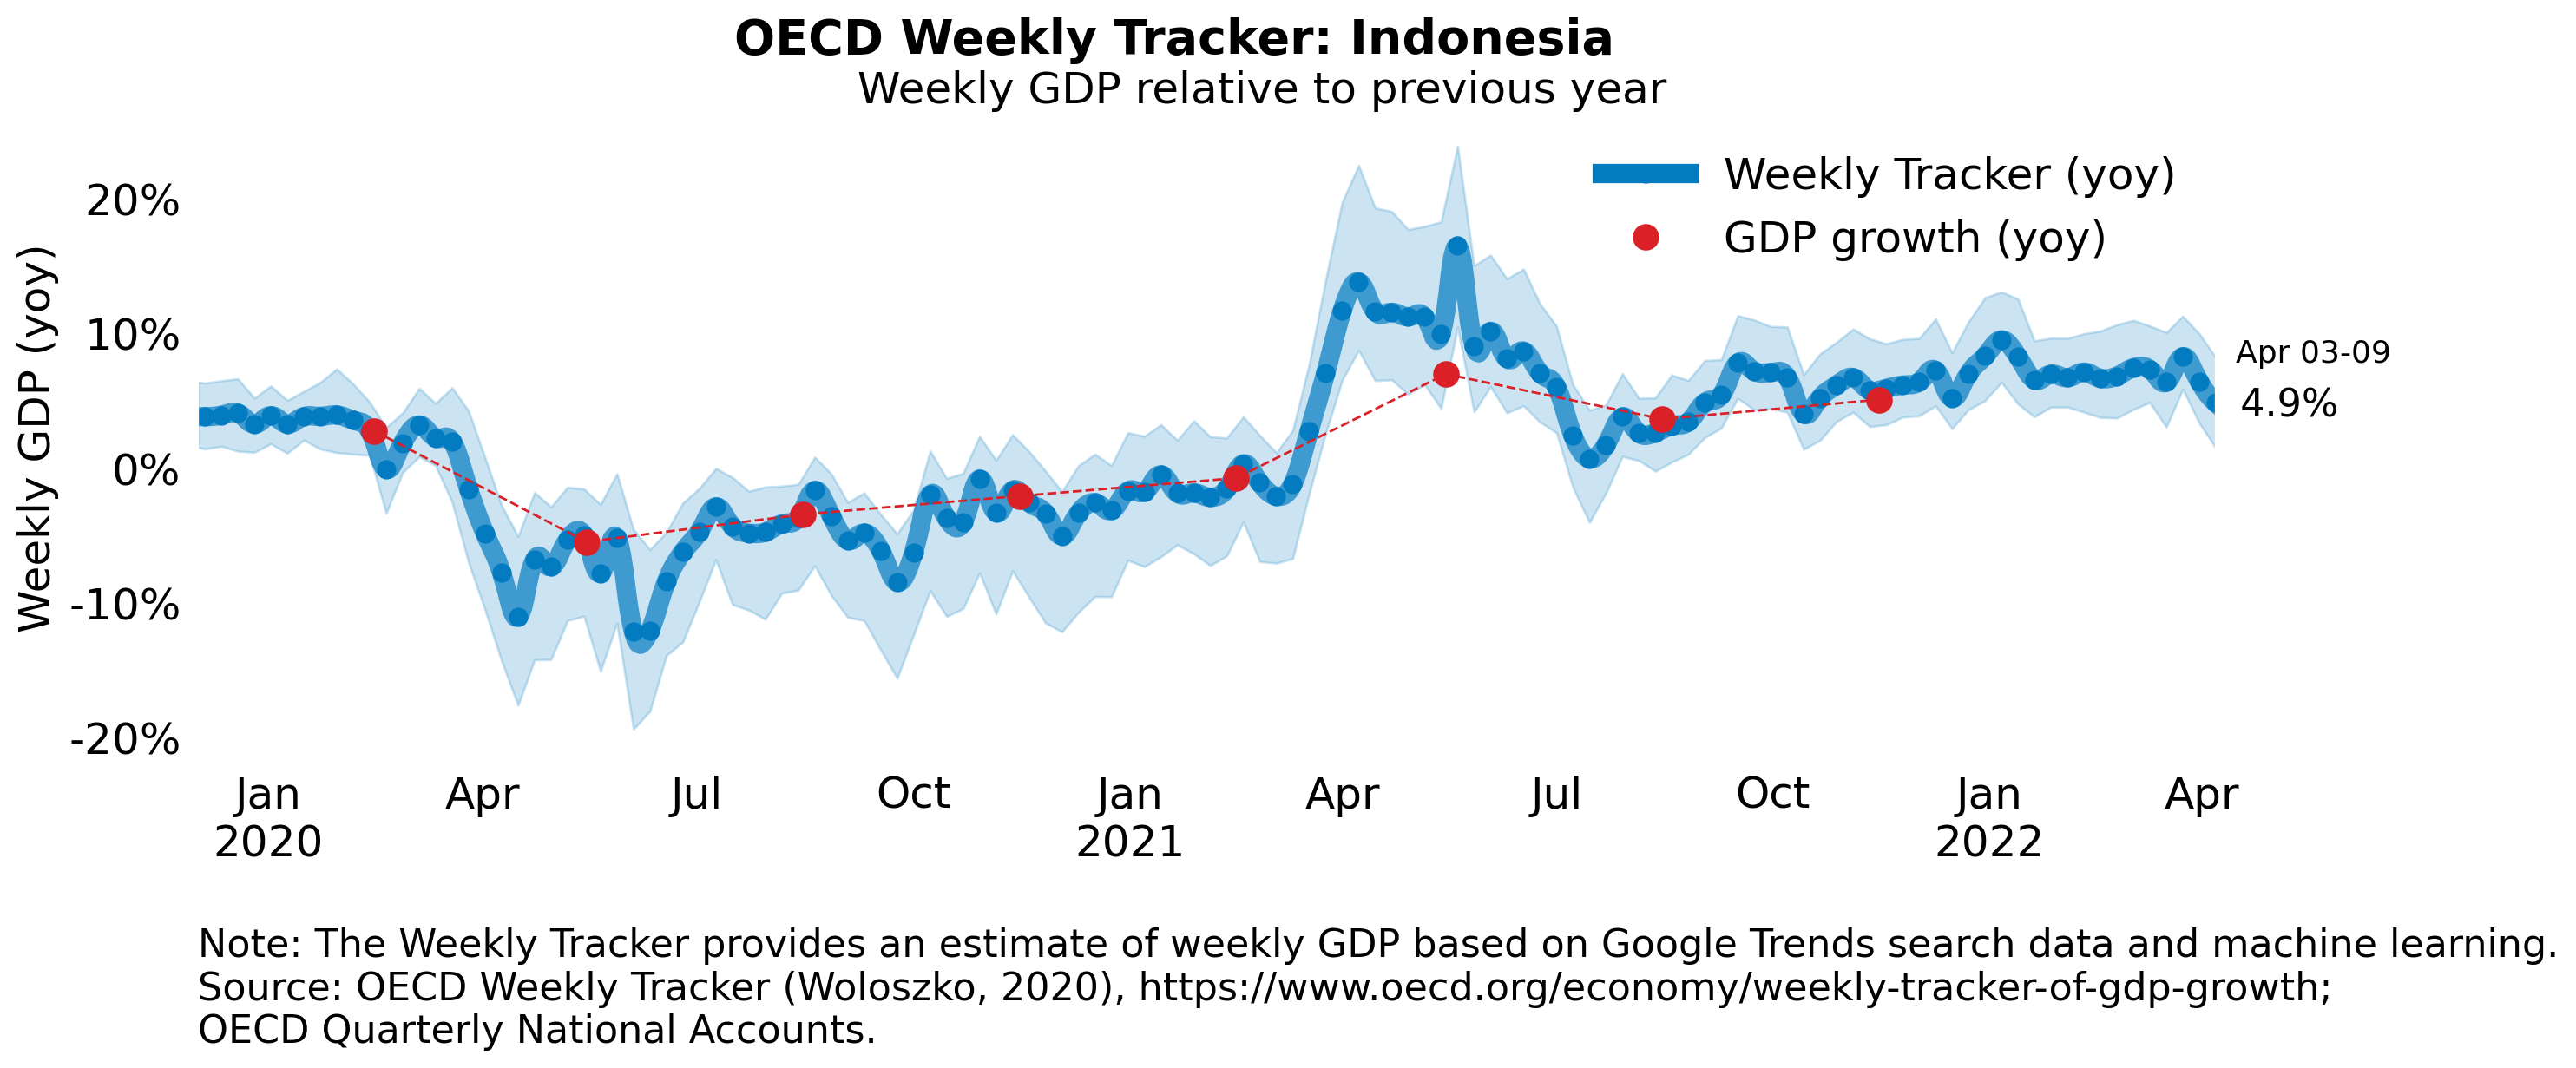 OECD Weekly Tracker: Indonesia
Weekly GDP relative to previous year
Weekly Tracker (yoy)
GDP growth (yoy)
Weekly GDP (yoy)
20%
10%
0%
-10%
-20%
Apr 03-09
4.9%
Jan Apr Jul Oct Jan Apr Jul Oct Jan Apr
2020 2021 2022
Note: The Weekly Tracker provides an estimate of weekly GDP based on Google Trends search data and machine learning.
Source: OECD Weekly Tracker (Woloszko, 2020), https://www.oecd.org/economy/weekly-tracker-of-gdp-growth;
OECD Quarterly National Accounts.